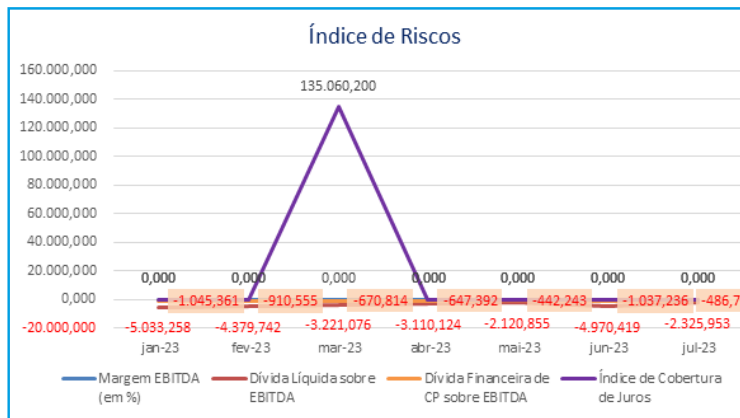 Índice de Riscos
160.000,000
140.000,000
135.060,200
120.000,000
100.000,000
80.000,000
60.000,000
40.000,000
20.000,000
0,000 0,000 0,000 0,000 0,000 0,000 0,000
0,000 -1.045,361 -910,555 -670,814 -647,392 -442,243 -1.037,236 -486,7
-20.000,000 -5.033,258 -4.379,742 -3.221,076 -3.110,124 -2.120,855 -4.970,419 -2.325,953
jan-23 fev-23 mar-23 abr-23 mai-23 jun-23 jul-23
Margem EBITDA Dívida Líquida sobre Dívida Financeira de Índice de Cobertura
(em %) EBITDA CP sobre EBITDA de Juros